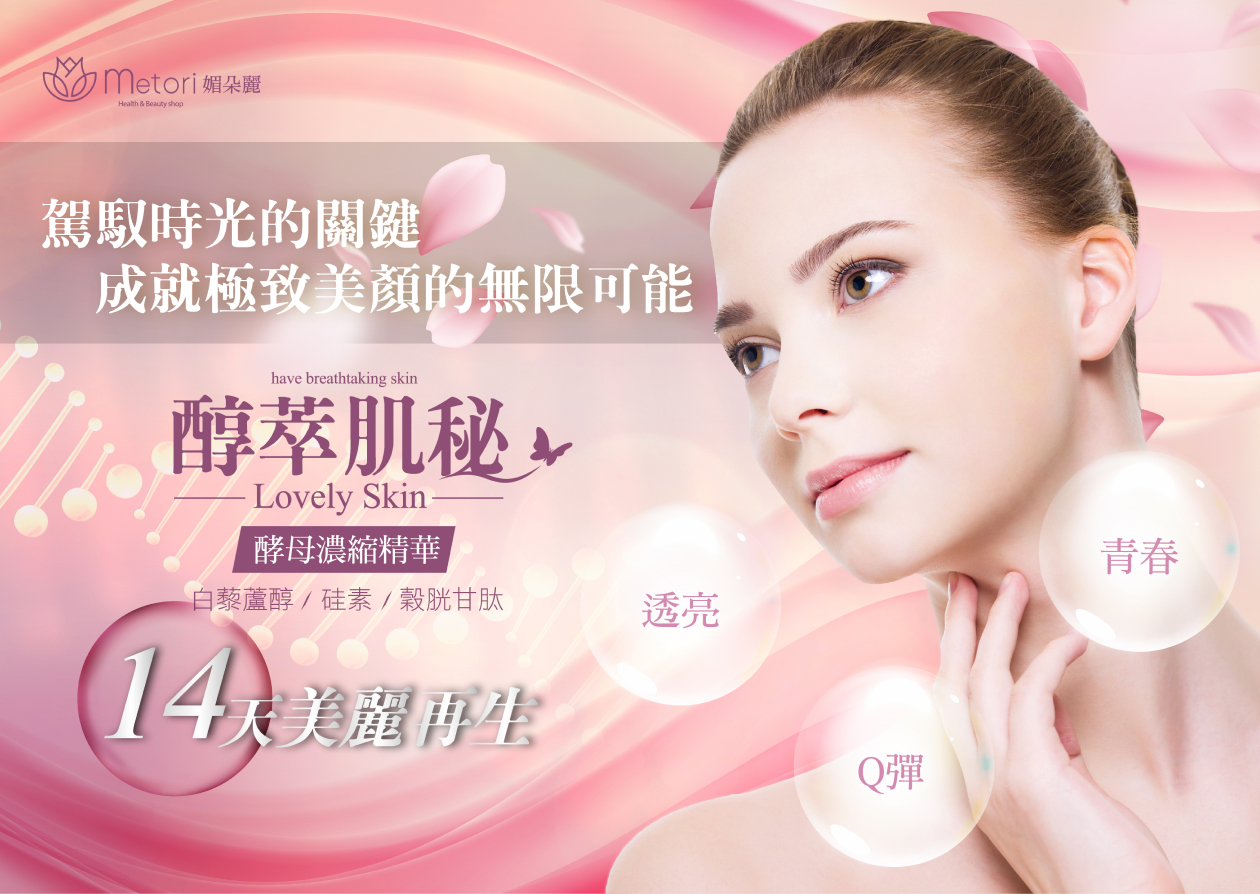 metori 媚朵麗
Health & Beauty shop
駕馭時光的關鍵
成就極致美顏的無限可能
have breathtaking skin
醇萃肌秘
Lovely Skin
酵母濃縮精華
白藜蘆醇 / 硅素 / 穀胱甘肽
14天美麗再生
透亮
青春
Q彈